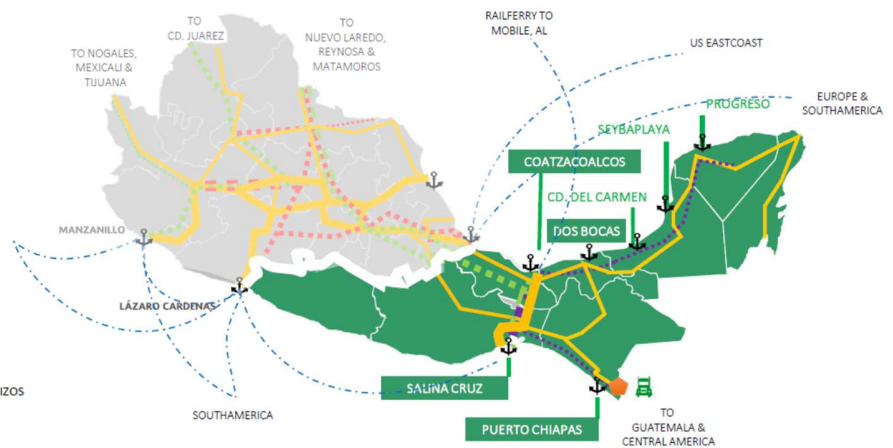 RAILFERRY TO
MOBILE, AL
TO
CD. JUAREZ
TO
NUEVO LAREDO,
REYNOSA &
MATAMOROS
TO NOGALES,
MEXICALI &
TIJUANA
US EASTCOAST
EUROPE &
SOUTHAMERICA
PROGRESO
SEYBAPLAYA
COATZACOALCOS
CD. DEL CARMEN
DOS BOCAS
MANZANILLO
LÁZARO CARDENAS
SALINA CRUZ
IZOS
SOUTHAMERICA
PUERTO CHIAPAS
TO
GUATEMALA &
CENTRAL AMERICA